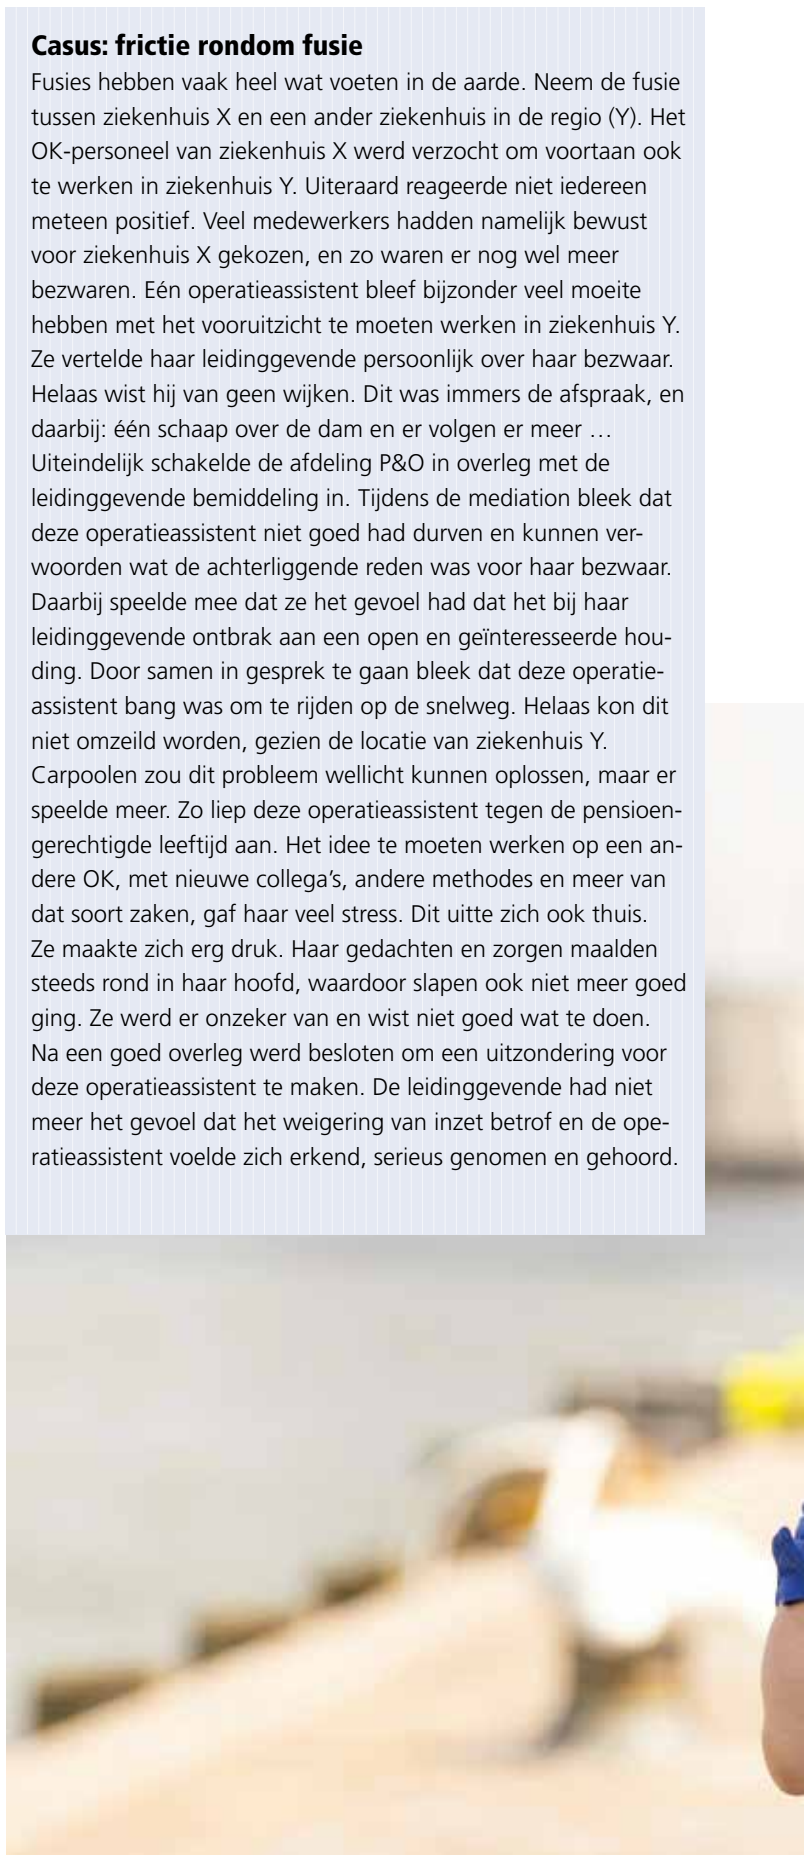 Casus: frictie rondom fusie
Fusies hebben vaak heel wat voeten in de aarde. Neem de fusie
tussen ziekenhuis X en een ander ziekenhuis in de regio (Y). Het
OK-personeel van ziekenhuis X werd verzocht om voortaan ook
te werken in ziekenhuis Y. Uiteraard reageerde niet iedereen
meteen positief. Veel medewerkers hadden namelijk bewust
voor ziekenhuis X gekozen, en zo waren er nog wel meer
bezwaren. Eén operatieassistent bleef bijzonder veel moeite
hebben met het vooruitzicht te moeten werken in ziekenhuis Y.
Ze vertelde haar leidinggevende persoonlijk over haar bezwaar.
Helaas wist hij van geen wijken. Dit was immers de afspraak, en
daarbij: één schaap over de dam en er volgen er meer …
Uiteindelijk schakelde de afdeling P&O in overleg met de
leidinggevende bemiddeling in. Tijdens de mediation bleek dat
deze operatieassistent niet goed had durven en kunnen ver-
woorden wat de achterliggende reden was voor haar bezwaar.
Daarbij speelde mee dat ze het gevoel had dat het bij haar
leidinggevende ontbrak aan een open en geïnteresseerde hou-
ding. Door samen in gesprek te gaan bleek dat deze operatie-
assistent bang was om te rijden op de snelweg. Helaas kon dit
niet omzeild worden, gezien de locatie van ziekenhuis Y.
Carpoolen zou dit probleem wellicht kunnen oplossen, maar er
speelde meer. Zo liep deze operatieassistent tegen de pensioen-
gerechtigde leeftijd aan. Het idee te moeten werken op een an-
dere OK, met nieuwe collega's, andere methodes en meer van
dat soort zaken, gaf haar veel stress. Dit uitte zich ook thuis.
Ze maakte zich erg druk. Haar gedachten en zorgen maalden
steeds rond in haar hoofd, waardoor slapen ook niet meer goed
ging. Ze werd er onzeker van en wist niet goed wat te doen.
Na een goed overleg werd besloten om een uitzondering voor
deze operatieassistent te maken. De leidinggevende had niet
meer het gevoel dat het weigering van inzet betrof en de ope-
ratieassistent voelde zich erkend, serieus genomen en gehoord.